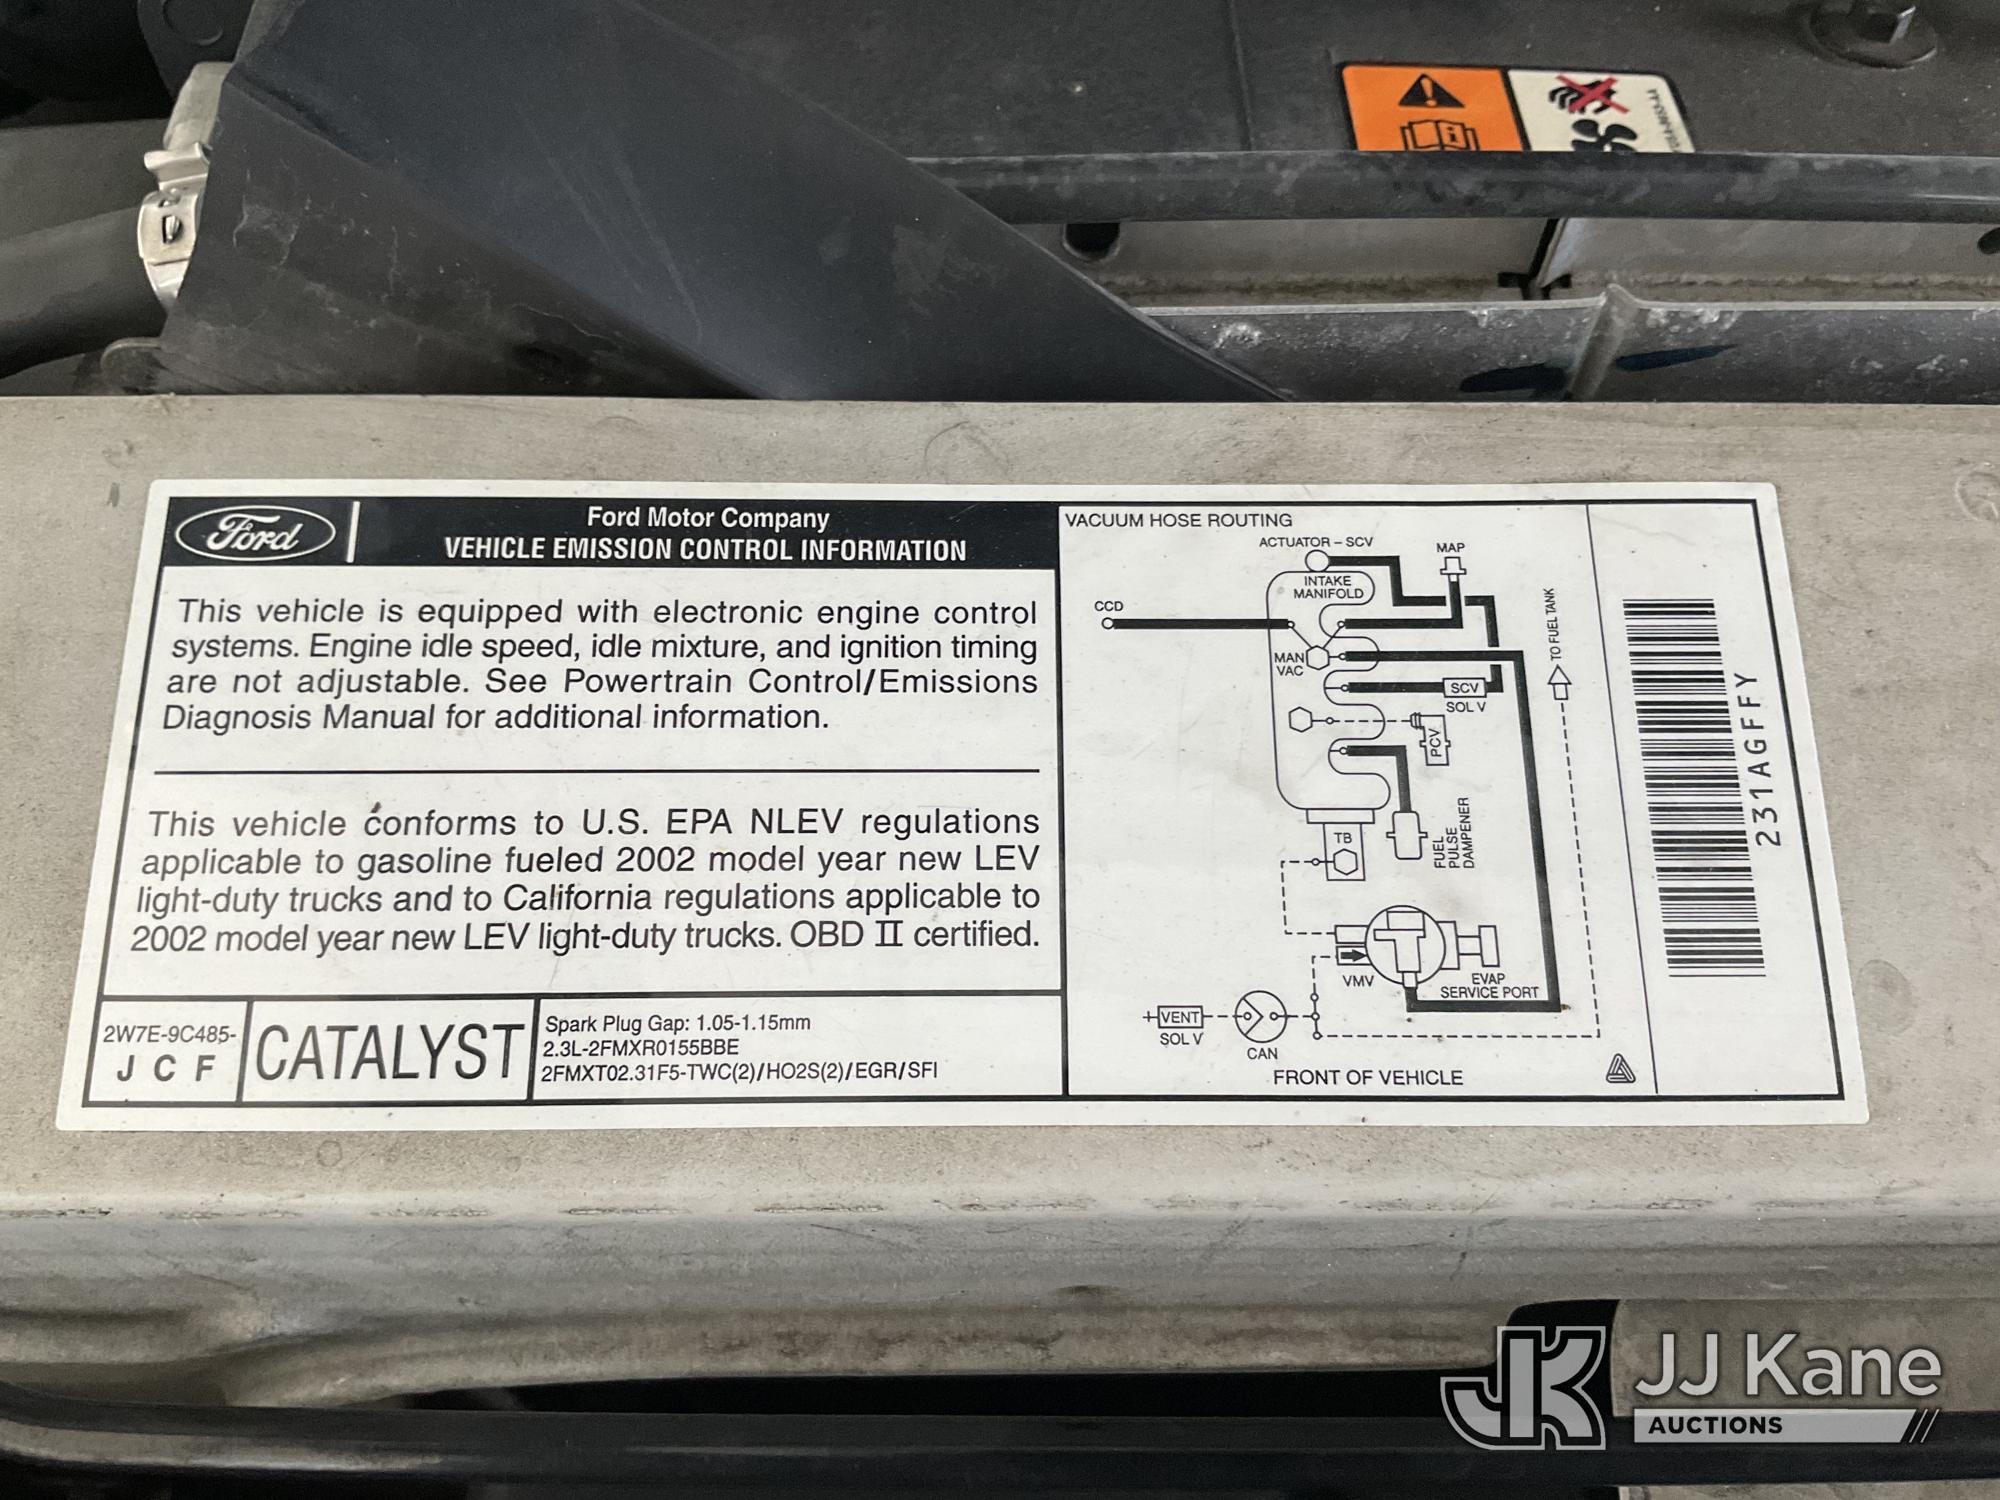 Ford
Ford Motor Company
VEHICLE EMISSION CONTROL INFORMATION
This vehicle is equipped with electronic engine control
systems. Engine idle speed, idle mixture, and ignition timing
are not adjustable. See Powertrain Control/Emissions
Diagnosis Manual for additional information.
This vehicle conforms to U.S. EPA NLEV regulations
applicable to gasoline fueled 2002 model year new LEV
light-duty trucks and to California regulations applicable to
2002 model year new LEV light-duty trucks. OBD II certified.
2W7E-9C485-
J C F
CATALYST
Spark Plug Gap: 1.05-1.15mm
2.3L-2FMXR0155BBE
2FMXT02.31F5-TWC(2)/HO2S(2)/EGR/SFI
VACUUM HOSE ROUTING
ACTUATOR – SCV
MAP
INTAKE
MANIFOLD
CCD
MAN
VAC
SCV
SOL V
TO FUEL TANK
PCV
TB
FUEL
PULSE
DAMPENER
VMV
EVAP
SERVICE PORT
VENT
SOL V
CAN
FRONT OF VEHICLE
231AGFFY
JK
JJ Kane
AUCTIONS